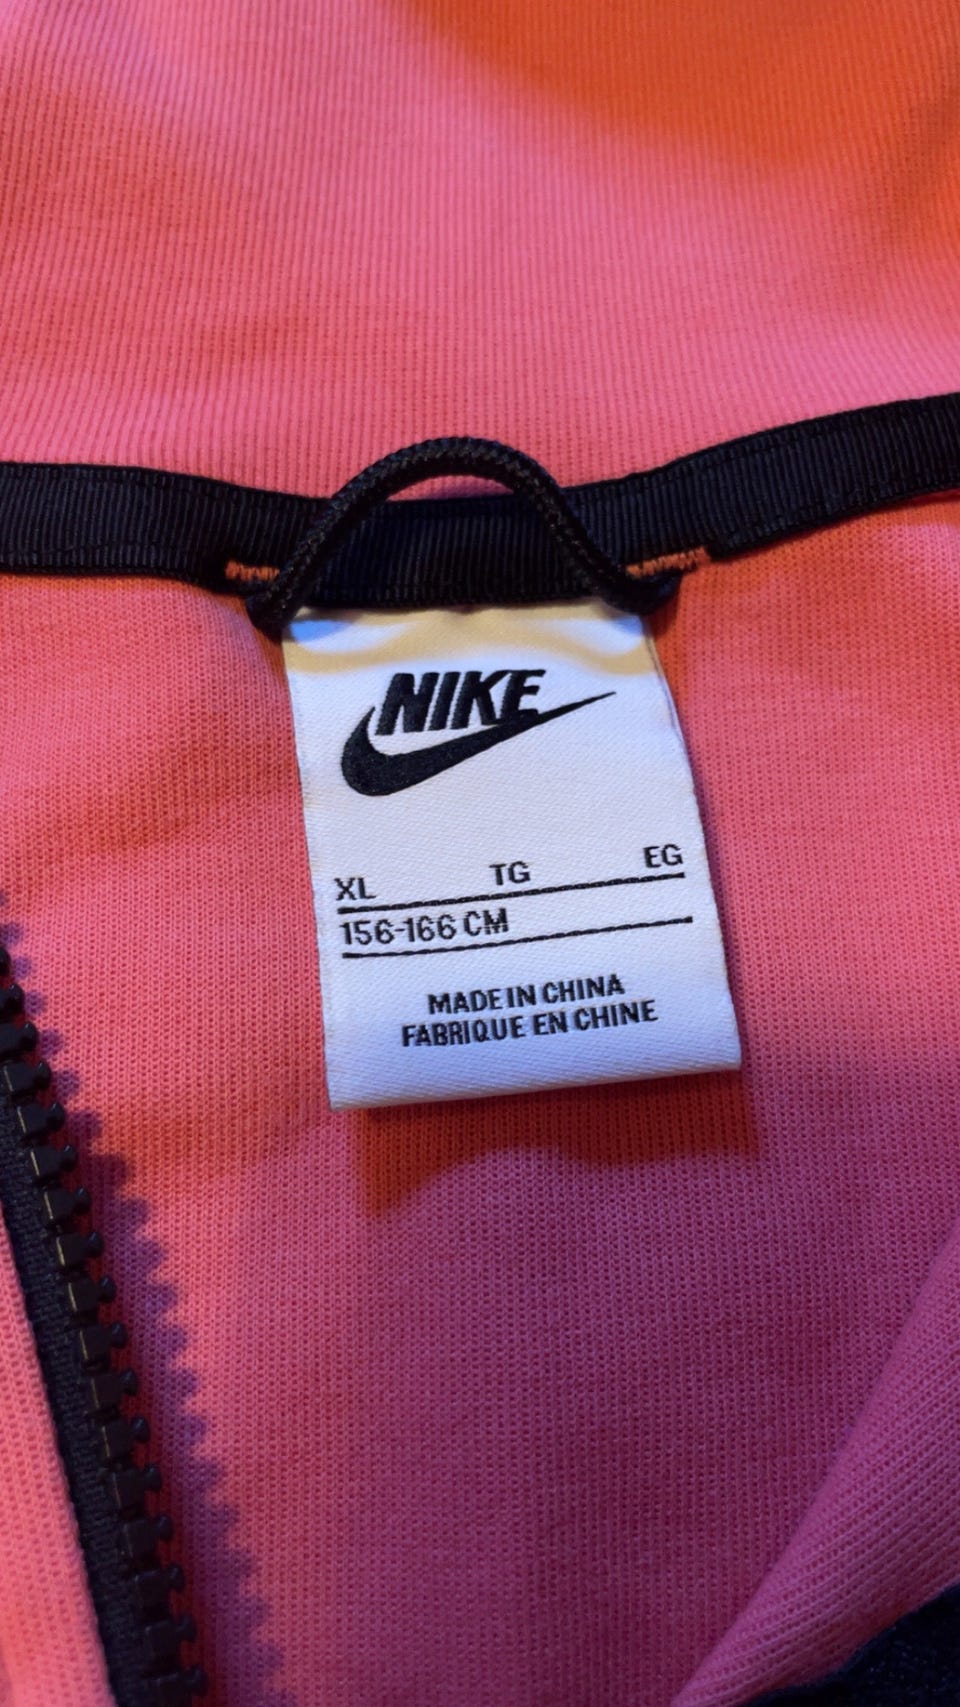 NIKE
XL TG EG
156-166 CM
MADE IN CHINA
FABRIQUE EN CHINE